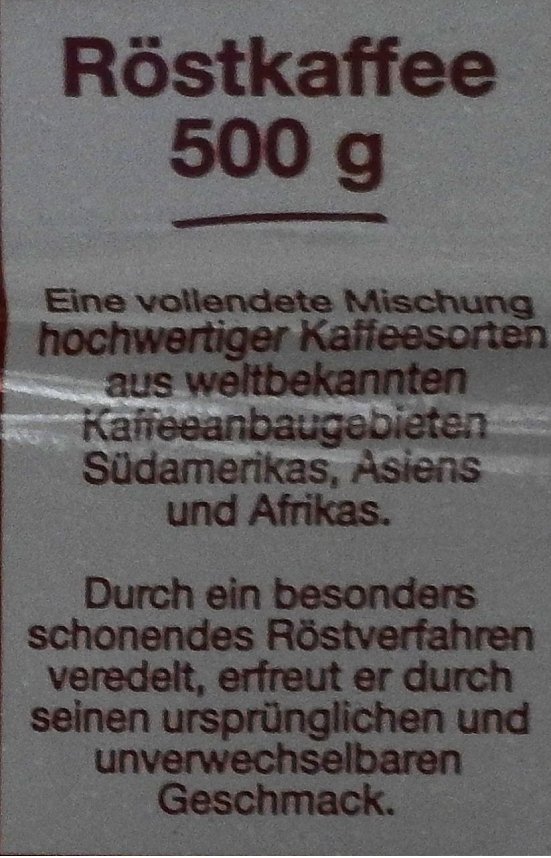 Röstkaffee
500 g
Eine vollendete Mischung
hochwertiger Kaffeesorten
aus weltbekannten
Kaffeeanbaugebieten
Südamerikas, Asiens
und Afrikas.
Durch ein besonders
schonendes Röstverfahren
veredelt, erfreut er durch
seinen ursprünglichen und
unverwechselbaren
Geschmack.